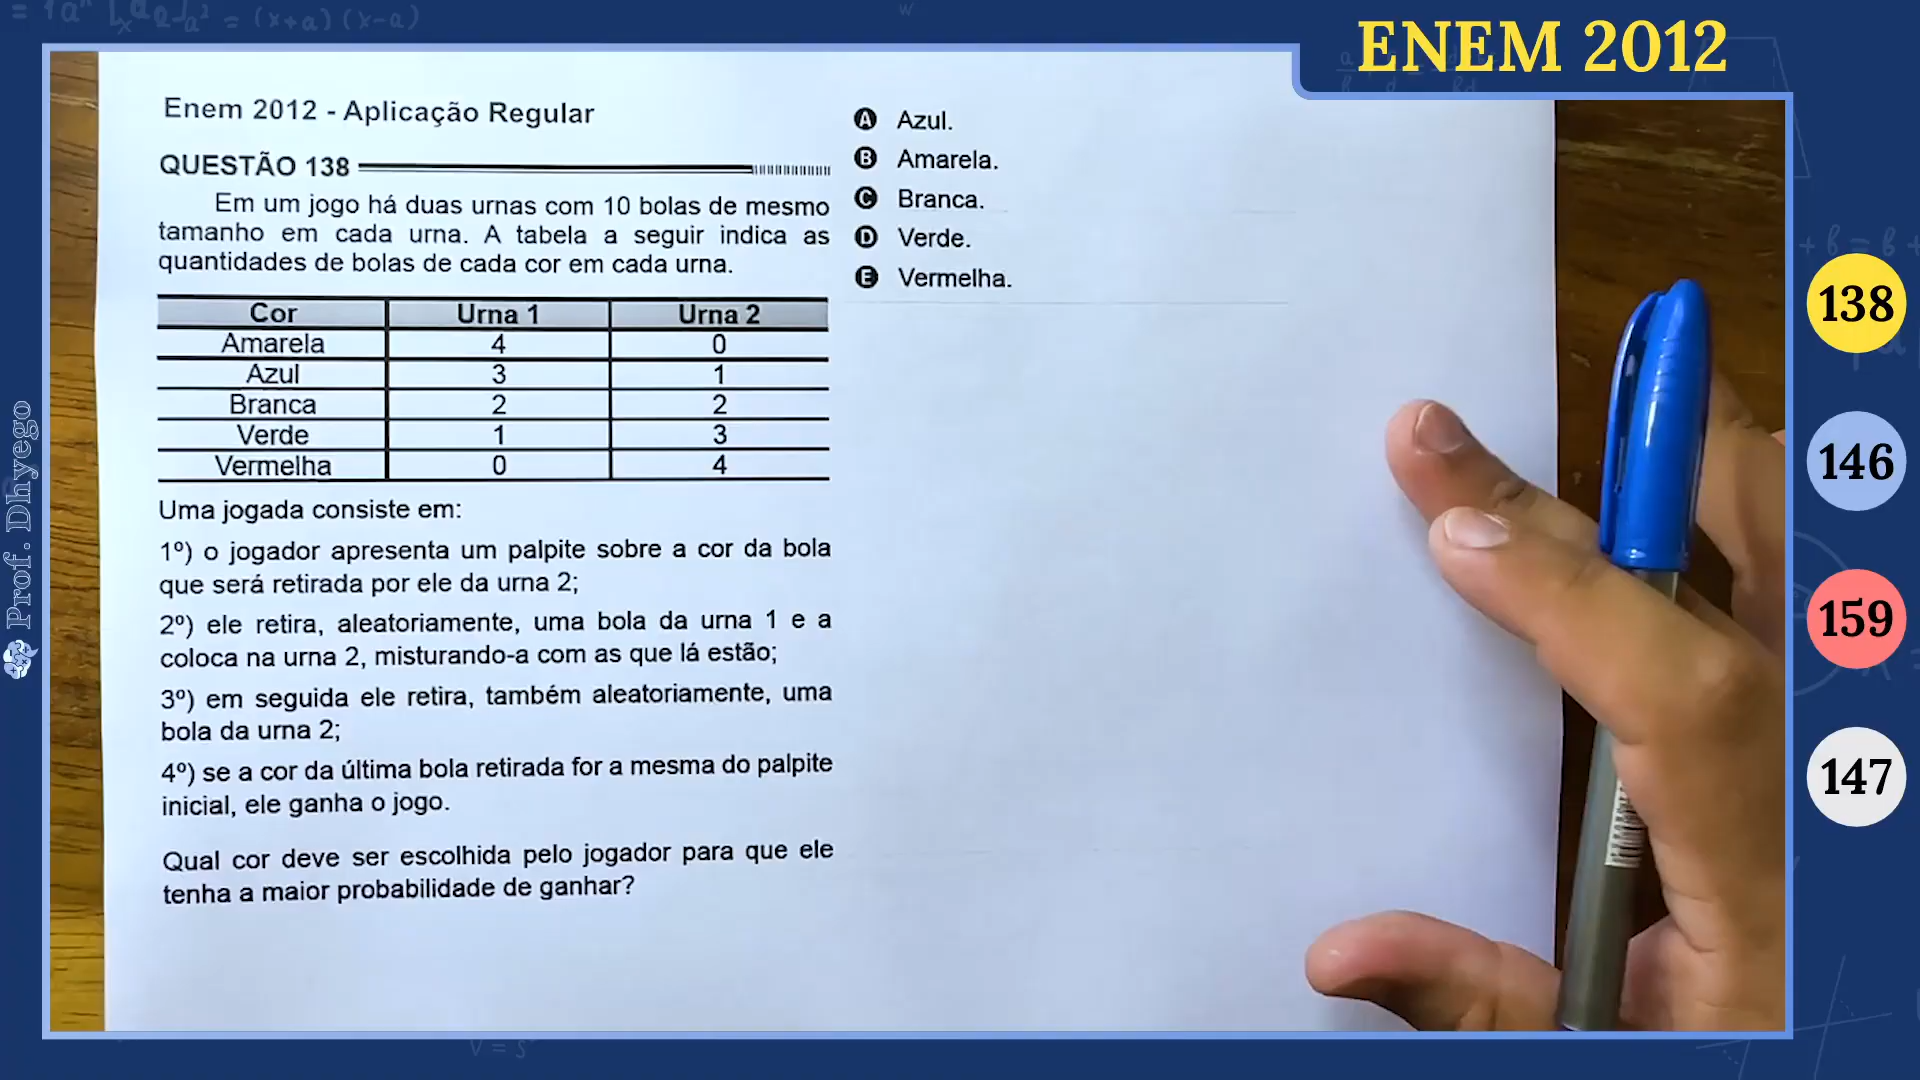 ENEM 2012
Enem 2012 - Aplicação Regular
QUESTÃO 138
Em um jogo há duas urnas com 10 bolas de mesmo
tamanho em cada urna. A tabela a seguir indica as
quantidades de bolas de cada cor em cada urna.
Cor Urna 1 Urna 2
Amarela 4 0
Azul 3 1
Branca 2 2
Verde 1 3
Vermelha 0 4
Uma jogada consiste em:
1º) o jogador apresenta um palpite sobre a cor da bola
que será retirada por ele da urna 2;
2º) ele retira, aleatoriamente, uma bola da urna 1 e a
coloca na urna 2, misturando-a com as que lá estão;
3º) em seguida ele retira, também aleatoriamente, uma
bola da urna 2;
4º) se a cor da última bola retirada for a mesma do palpite
inicial, ele ganha o jogo.
Qual cor deve ser escolhida pelo jogador para que ele
tenha a maior probabilidade de ganhar?
A Azul.
B Amarela.
C Branca.
D Verde.
E Vermelha.
138
146
159
147
Prof. Dhyego
= (x+a) (x-a)